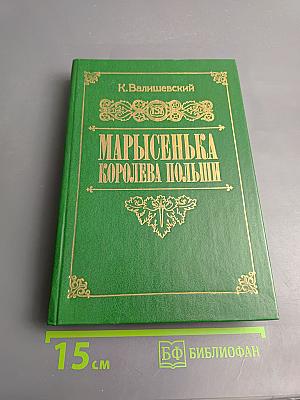 К.Валишевский
МАРЫСЕНЬКА
КОРОЛЕВА ПОЛЬШИ
15 см
БФ БИБЛИОФАН